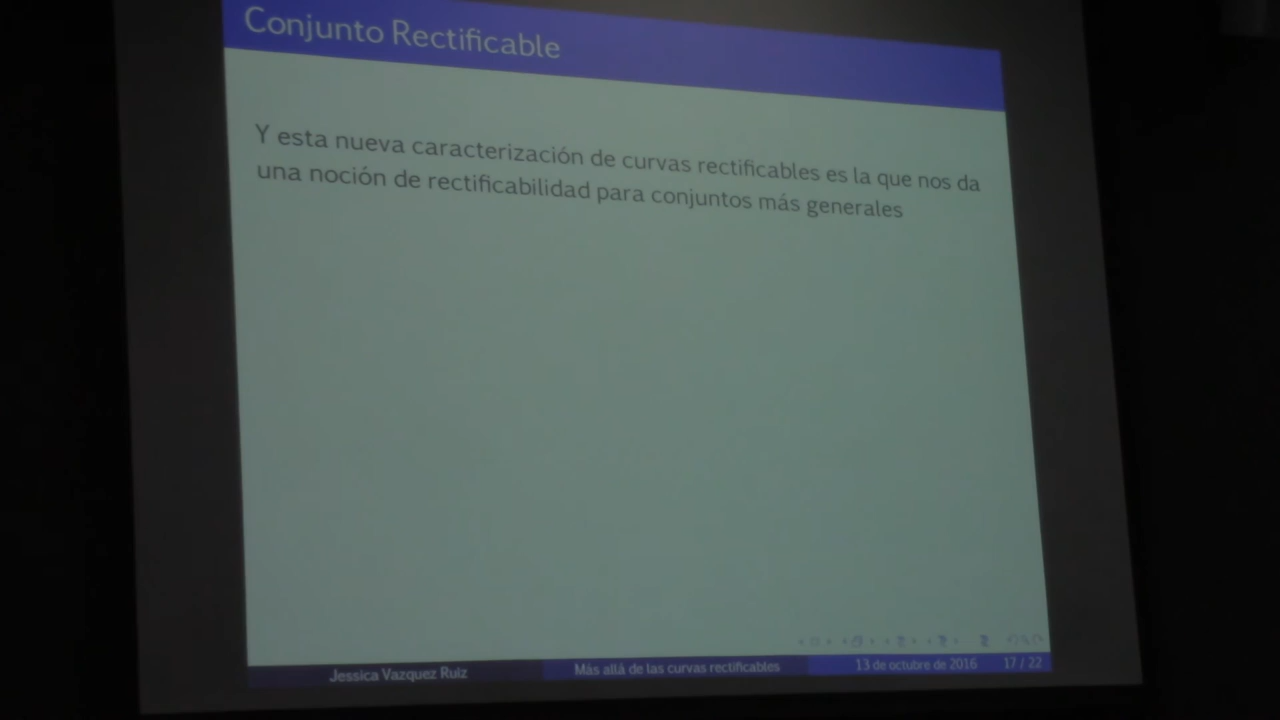 Conjunto Rectificable
Y esta nueva caracterización de curvas rectificables es la que nos da
una noción de rectificabilidad para conjuntos más generales
Jessica Vazquez Ruiz
Más allá de las curvas rectificables
13 de octubre de 2016
17 / 22